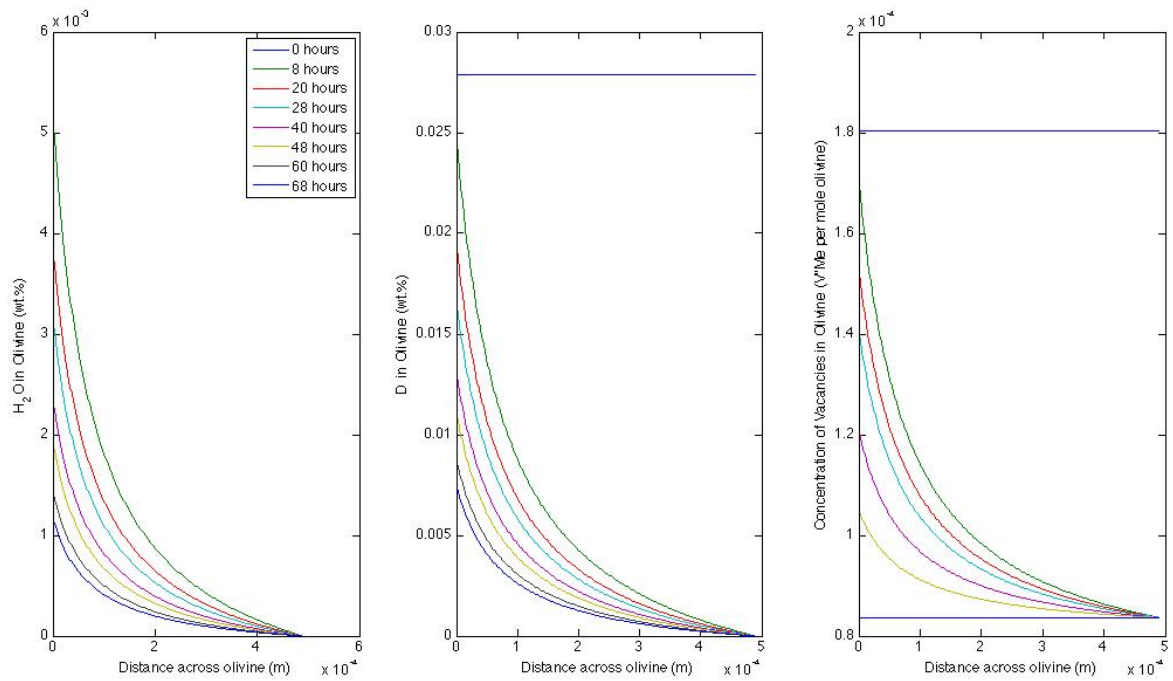 x 10⁻³
6
5
4
3
2
1
0
H₂O in Olivine (wt.%)
0 hours
8 hours
20 hours
28 hours
40 hours
48 hours
60 hours
68 hours
0 2 4 6
Distance across olivine (m) x 10⁻⁴
0.03
0.025
0.02
0.015
0.01
0.005
0
D in Olivine (wt.%)
0 1 2 3 4 5
Distance across olivine (m) x 10⁻⁴
x 10⁻⁴
2
1.8
1.6
1.4
1.2
1
0.8
Concentration of Vacancies in Olivine (V"Me per mole olivine)
0 1 2 3 4 5
Distance across olivine (m) x 10⁻⁴